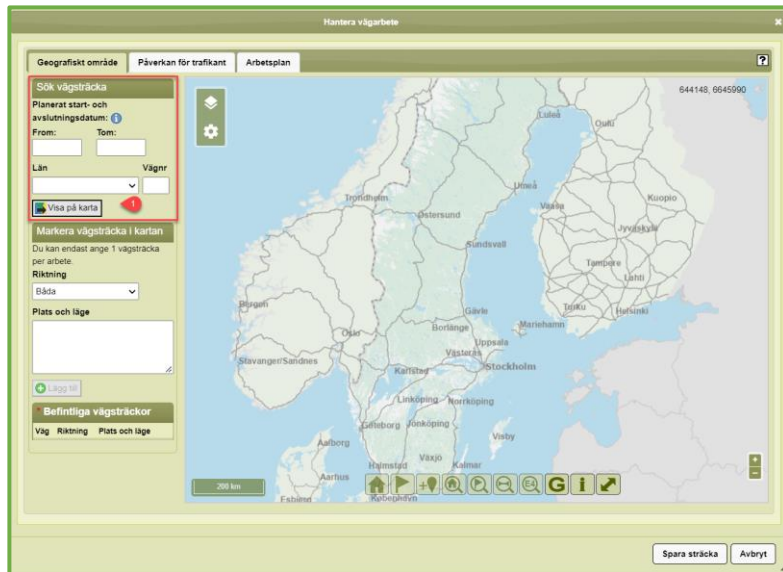 Hantera vägarbete
Geografiskt område
Påverkan för trafikant
Arbetsplan
?
Sök vägsträcka
Planerat start- och
avslutningsdatum:
From:
Tom:
Län
Vägnr
Visa på karta
1
Markera vägsträcka i kartan
Du kan endast ange 1 vägsträcka
per arbete.
Riktning
Båda
Plats och läge
Lägg till
* Befintliga vägsträckor
Väg Riktning Plats och läge
644148, 6645990
Luleå
Oulu
Umeå
Trondheim
Östersund
Vaasa
Kuopio
Jyväskylä
Sundsvall
Tampere
Lahti
Bergen
Gävle
Turku
Helsinki
Oslo
Borlänge
Mariehamn
Uppsala
Västerås
Stavanger/Sandnes
Karlstad
Stockholm
Linköping
Norrköping
Göteborg
Jönköping
Visby
Aalborg
Växjö
Halmstad
Kalmar
Aarhus
200 km
E4
G
i
Esbjerg
København
Spara sträcka
Avbryt